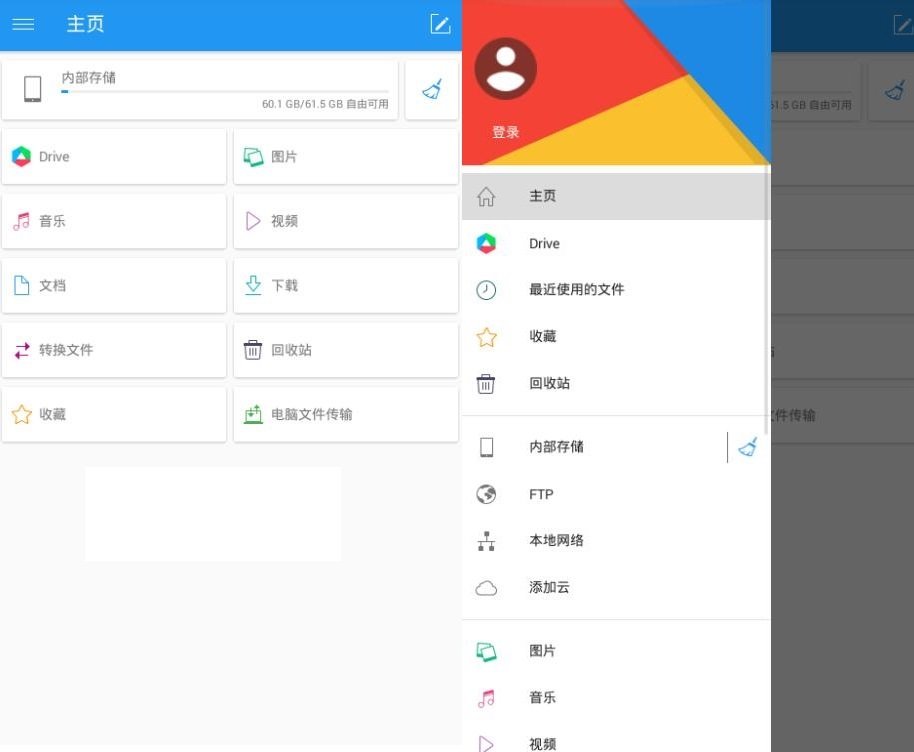 主页
内部存储
60.1 GB/61.5 GB 自由可用
Drive
图片
音乐
视频
文档
下载
转换文件
回收站
收藏
电脑文件传输
登录
主页
Drive
最近使用的文件
收藏
回收站
内部存储
FTP
本地网络
添加云
图片
音乐
视频
61.5 GB 自由可用
文件传输